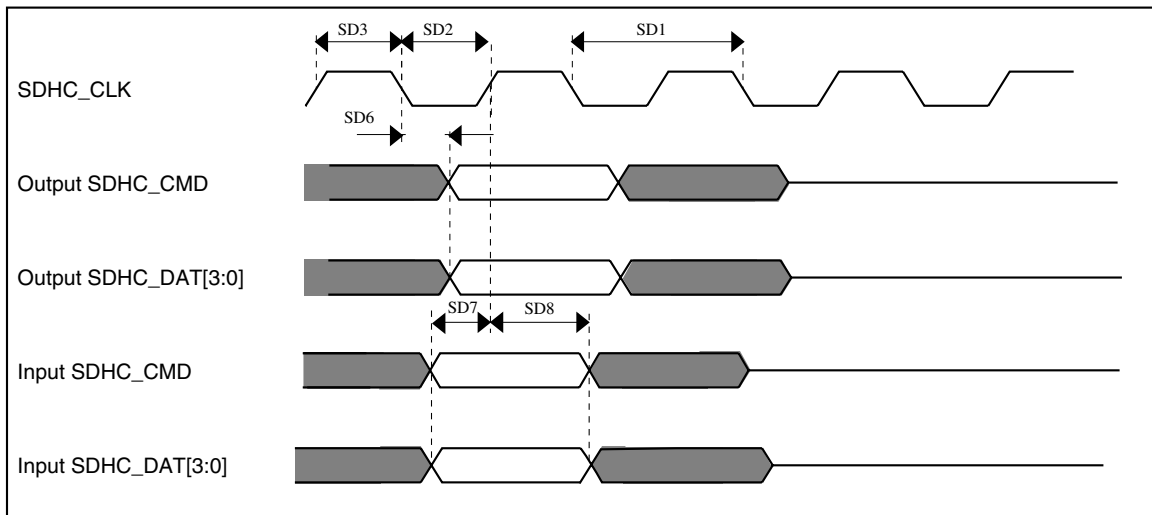 SD3
SD2
SD1
SDHC_CLK
SD6
Output SDHC_CMD
Output SDHC_DAT[3:0]
SD7
SD8
Input SDHC_CMD
Input SDHC_DAT[3:0]